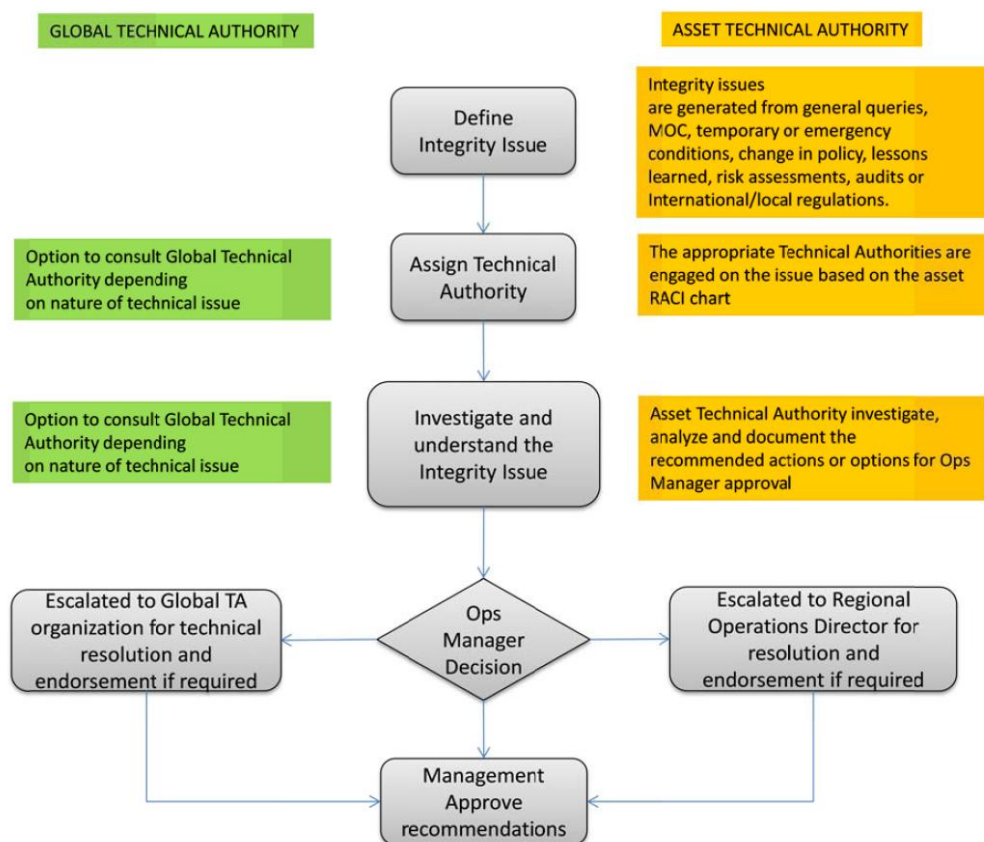 GLOBAL TECHNICAL AUTHORITY
ASSET TECHNICAL AUTHORITY
Define
Integrity Issue
Integrity issues
are generated from general queries,
MOC, temporary or emergency
conditions, change in policy, lessons
learned, risk assessments, audits or
International/local regulations.
Option to consult Global Technical
Authority depending
on nature of technical issue
Assign Technical
Authority
The appropriate Technical Authorities are
engaged on the issue based on the asset
RACI chart
Option to consult Global Technical
Authority depending
on nature of technical issue
Investigate and
understand the
Integrity Issue
Asset Technical Authority investigate,
analyze and document the
recommended actions or options for Ops
Manager approval
Escalated to Global TA
organization for technical
resolution and
endorsement if required
Ops
Manager
Decision
Escalated to Regional
Operations Director for
resolution and
endorsement if required
Management
Approve
recommendations